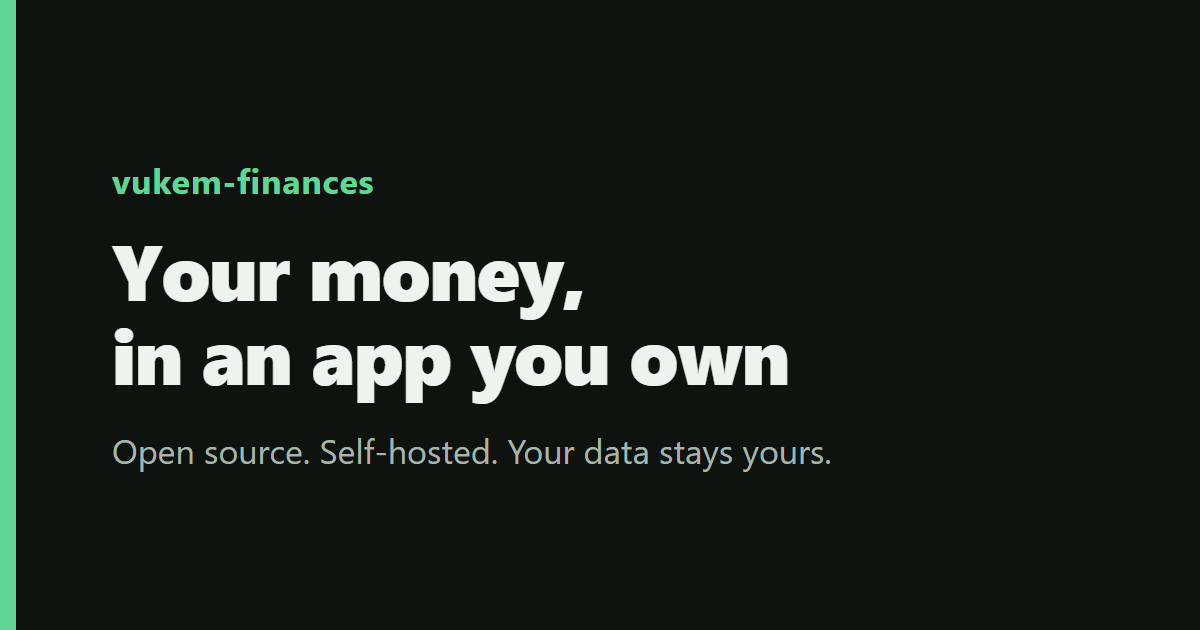 vukem-finances
Your money,
in an app you own
Open source. Self-hosted. Your data stays yours.